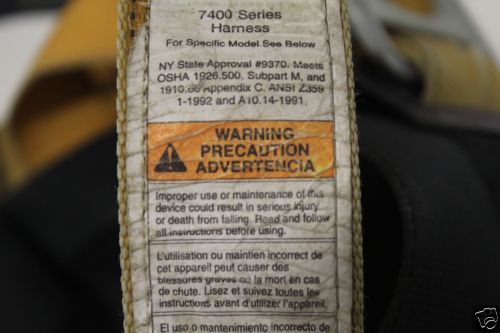 7400 Series
Harness
For Specific Model See Below
NY State Approval #9370. Meets
OSHA 1926.500, Subpart M, and
1910.66 Appendix C. ANSI Z359
1-1992 and A10.14-1991.
WARNING
PRECAUTION
ADVERTENCIA
Improper use or maintenance of this
device could result in serious injury
or death from falling. Read and follow
all instructions before using.
L'utilisation ou maintien incorrect de
cet appareil peut causer des
blessures graves ou la mort en cas
de chute. Lisez et suivez toutes les
instructions avant d'utilizer l'appareil.
El uso o mantenimiento incorrecto de
ebY